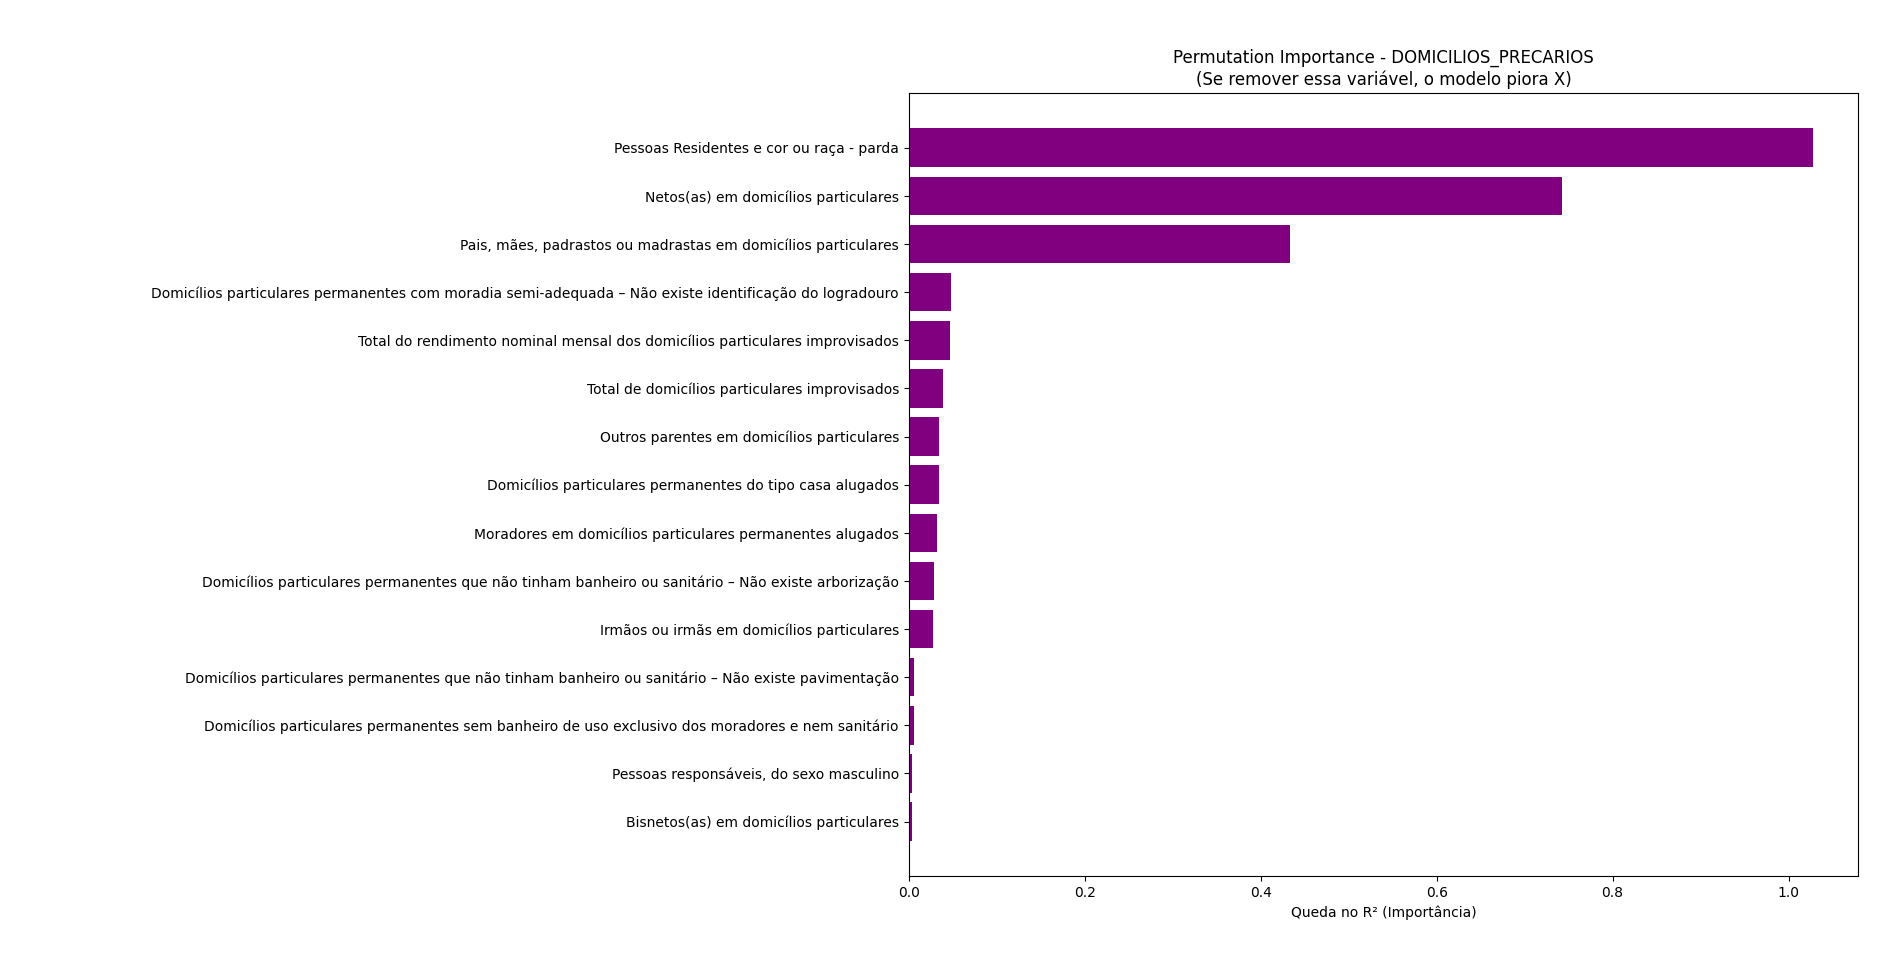 Permutation Importance - DOMICILIOS_PRECARIOS
(Se remover essa variável, o modelo piora X)
Pessoas Residentes e cor ou raça - parda
Netos(as) em domicílios particulares
Pais, mães, padrastos ou madrastas em domicílios particulares
Domicílios particulares permanentes com moradia semi-adequada – Não existe identificação do logradouro
Total do rendimento nominal mensal dos domicílios particulares improvisados
Total de domicílios particulares improvisados
Outros parentes em domicílios particulares
Domicílios particulares permanentes do tipo casa alugados
Moradores em domicílios particulares permanentes alugados
Domicílios particulares permanentes que não tinham banheiro ou sanitário – Não existe arborização
Irmãos ou irmãs em domicílios particulares
Domicílios particulares permanentes que não tinham banheiro ou sanitário – Não existe pavimentação
Domicílios particulares permanentes sem banheiro de uso exclusivo dos moradores e nem sanitário
Pessoas responsáveis, do sexo masculino
Bisnetos(as) em domicílios particulares
0.0 0.2 0.4 0.6 0.8 1.0
Queda no R² (Importância)